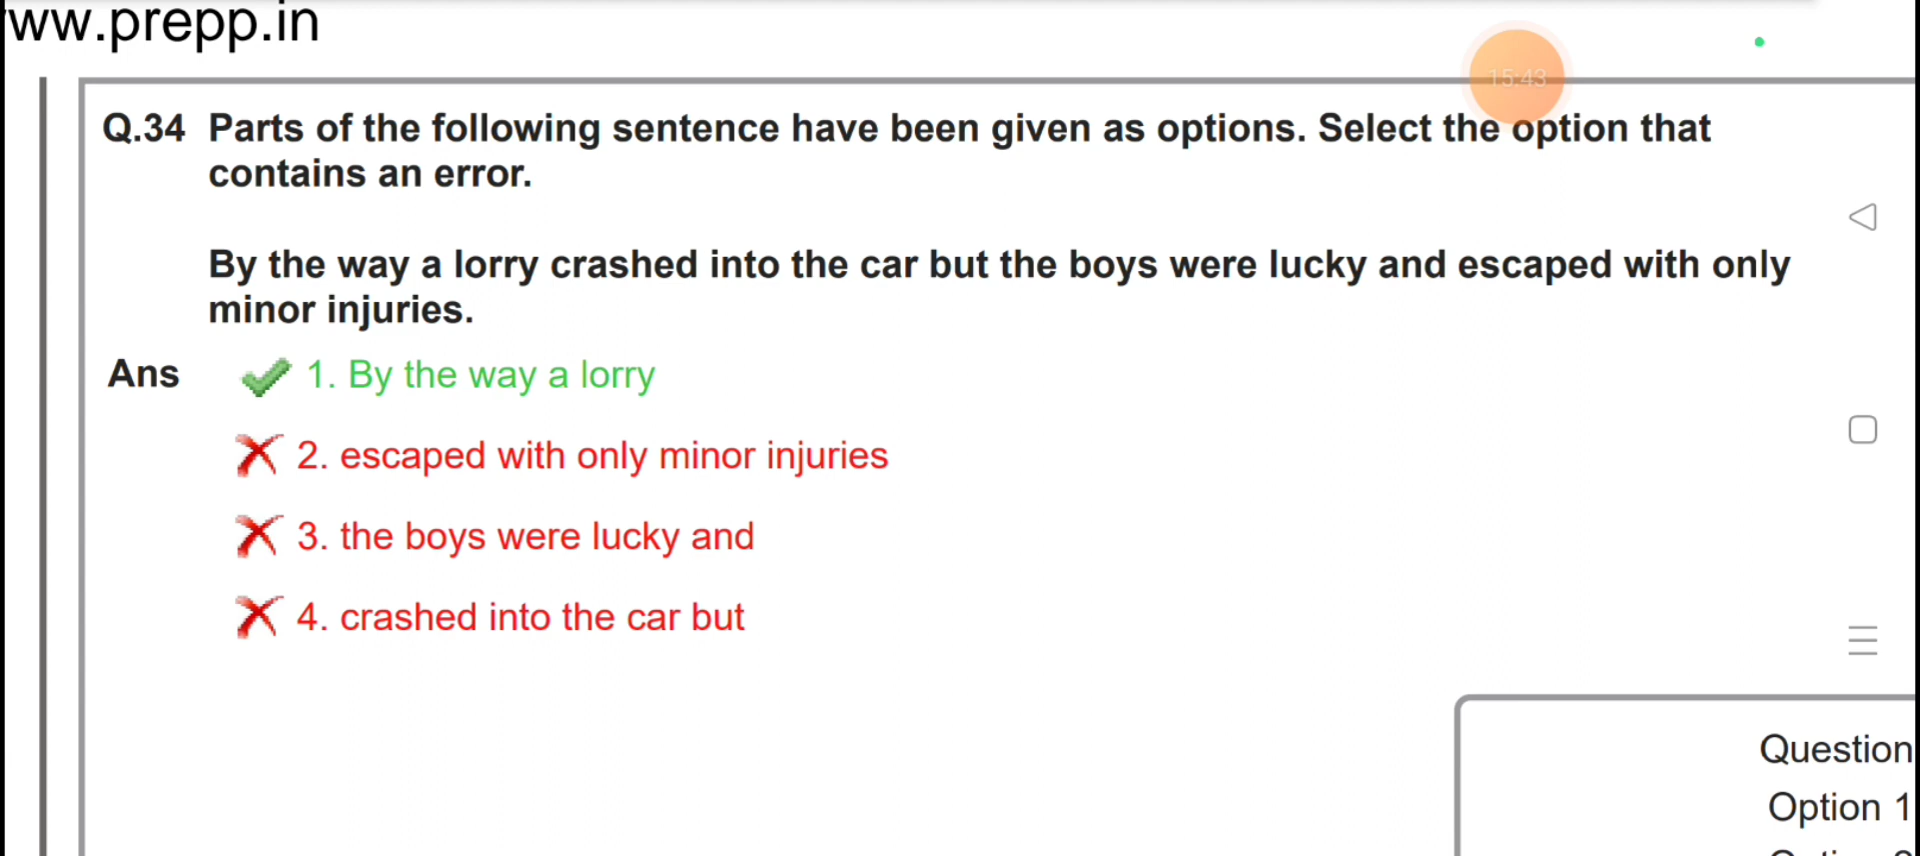 ww.prepp.in
15:43
Q.34 Parts of the following sentence have been given as options. Select the option that
contains an error.
By the way a lorry crashed into the car but the boys were lucky and escaped with only
minor injuries.
Ans 1. By the way a lorry
2. escaped with only minor injuries
3. the boys were lucky and
4. crashed into the car but
Question
Option 1